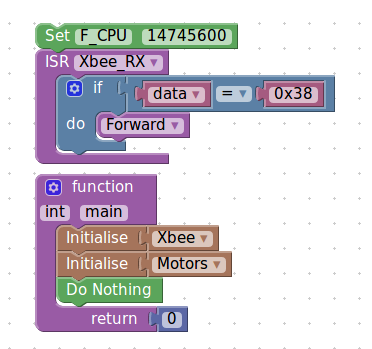 Set F_CPU 14745600
ISR Xbee_RX
if data = 0x38
do Forward
function
int main
Initialise Xbee
Initialise Motors
Do Nothing
return 0